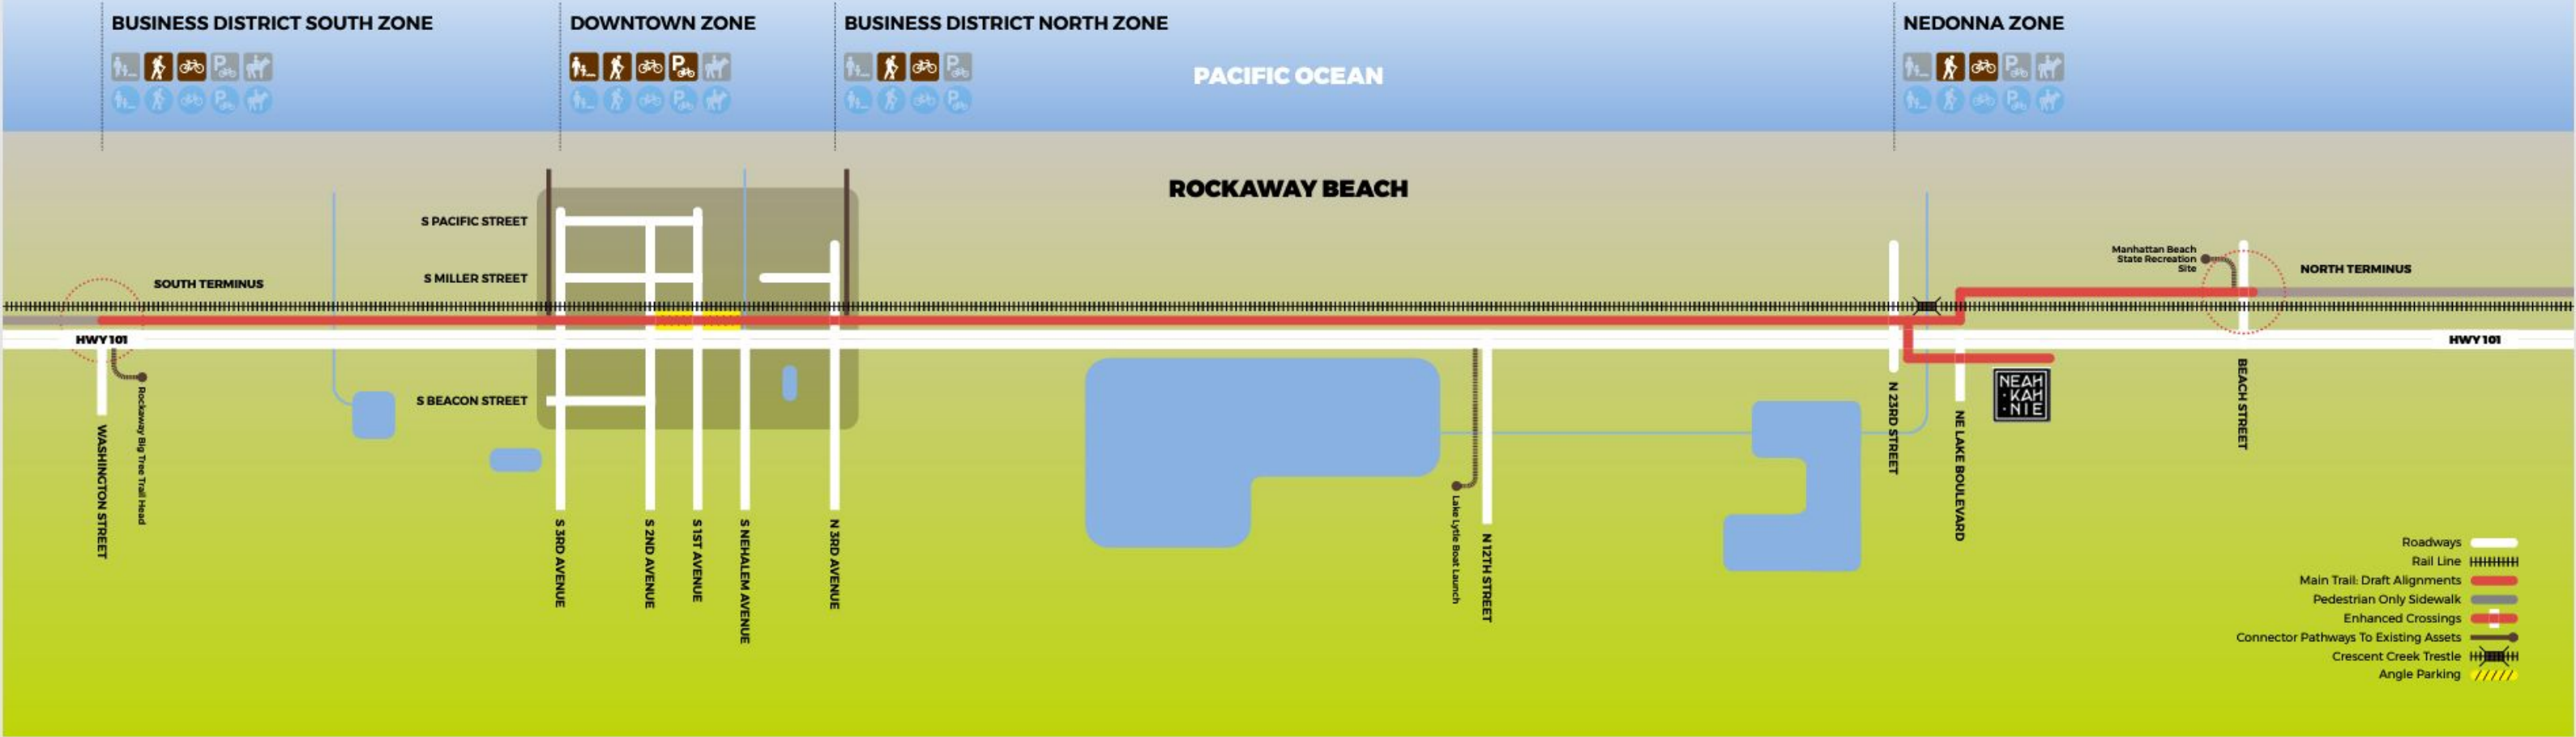 BUSINESS DISTRICT SOUTH ZONE
DOWNTOWN ZONE
BUSINESS DISTRICT NORTH ZONE
NEDONNA ZONE
P
P
P
P
P
P
P
P
PACIFIC OCEAN
ROCKAWAY BEACH
S PACIFIC STREET
S MILLER STREET
SOUTH TERMINUS
Manhattan Beach
State Recreation
Site
NORTH TERMINUS
HWY 101
HWY 101
S BEACON STREET
NEAH
·KAH
·NIE
WASHINGTON STREET
Rockaway Big Tree Trail Head
S 3RD AVENUE
S 2ND AVENUE
S 1ST AVENUE
S NEHALEM AVENUE
N 3RD AVENUE
Lake Lytle Boat Launch
N 12TH STREET
N 23RD STREET
NE LAKE BOULEVARD
BEACH STREET
Roadways
Rail Line
Main Trail: Draft Alignments
Pedestrian Only Sidewalk
Enhanced Crossings
Connector Pathways To Existing Assets
Crescent Creek Trestle
Angle Parking